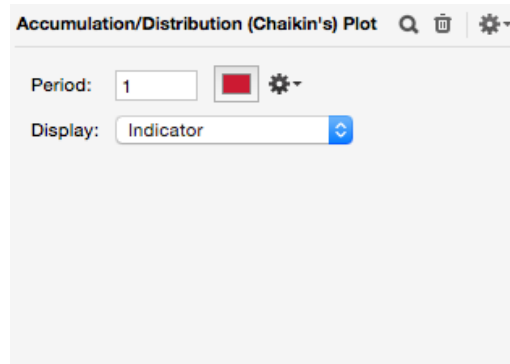 Accumulation/Distribution (Chaikin's) Plot
Period: 1
Display: Indicator